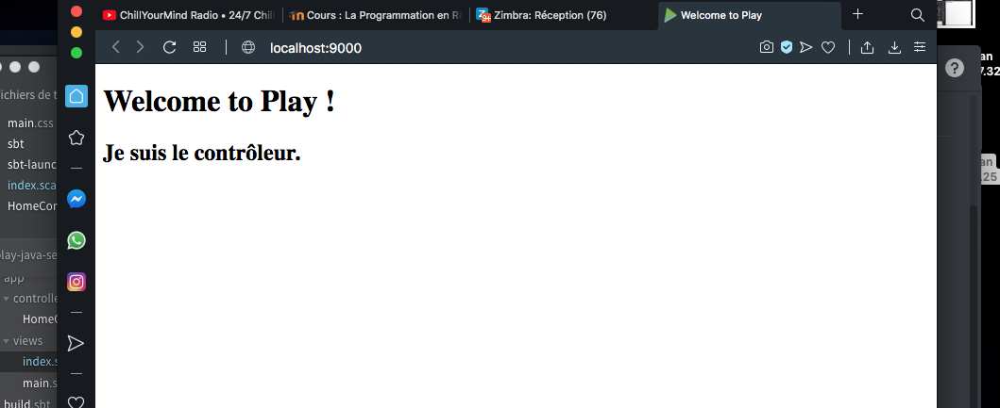 ChillYourMind Radio • 24/7 Chil
Cours : La Programmation en R
Zimbra: Réception (76)
Welcome to Play
localhost:9000
Welcome to Play !
Je suis le contrôleur.
ichiers de t
main.css
sbt
sbt-launc
index.sca
HomeCon
play-java-se
app
controlle
HomeC
views
index.s
main.s
build.sbt
an
7.32
an
.25